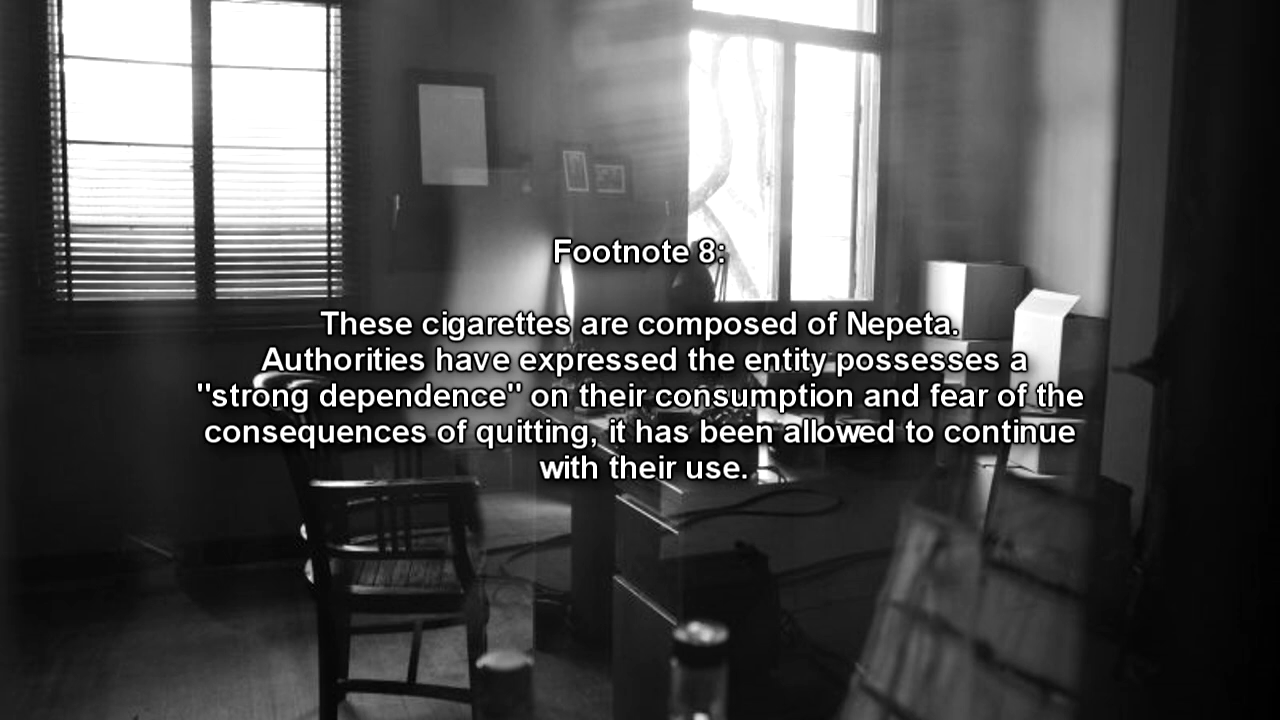 Footnote 8:
These cigarettes are composed of Nepeta.
Authorities have expressed the entity possesses a
"strong dependence" on their consumption and fear of the
consequences of quitting, it has been allowed to continue
with their use.